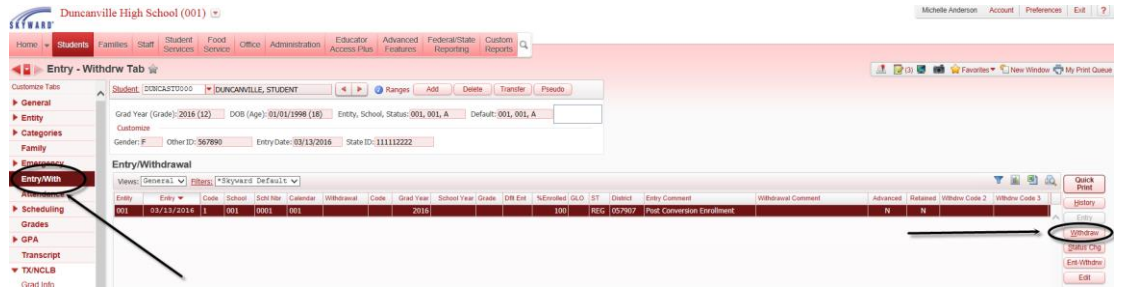 Duncanville High School (001)
Michelle Anderson Account Preferences Exit ?
SKYWARD
Home Students Families Staff Student Services Food Service Office Administration Educator Access Plus Advanced Features Federal/State Reporting Custom Reports
Entry - Withdrw Tab
(3) Favorites New Window My Print Queue
Customize Tabs
General
Entity
Categories
Family
Emergency
Entry/With
Attendance
Scheduling
Grades
GPA
Transcript
TX/NCLB
Grad Info
Student: DUNCASTU000 DUNCANVILLE, STUDENT Ranges Add Delete Transfer Pseudo
Grad Year (Grade): 2016 (12) DOB (Age): 01/01/1998 (18) Entity, School, Status: 001, 001, A Default: 001, 001, A
Customize
Gender: F Other ID: 567890 Entry Date: 03/13/2016 State ID: 111112222
Entry/Withdrawal
Views: General Filters: *Skyward Default
Entity Entry Code School Schl Nbr Calendar Withdrawal Code Grad Year School Year Grade Dflt Ent %Enrolled GLO ST District Entry Comment Withdrawal Comment Advanced Retained Wthdrw Code 2 Wthdrw Code 3
001 03/13/2016 1 001 0001 001 2016 100 REG 057907 Post Conversion Enrollment N N
Quick Print
History
Entry
Withdraw
Status Chg
Ent-Wthdrw
Edit